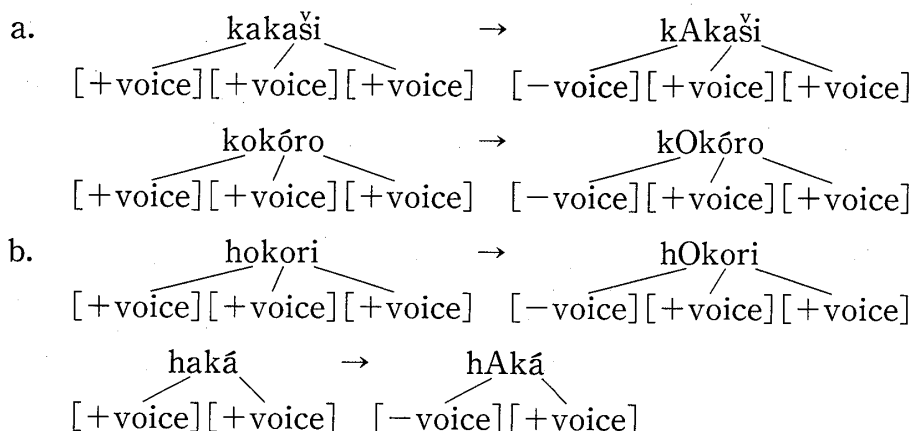 a. kakaši → kAkaši
[+voice][+voice][+voice] [−voice][+voice][+voice]
kokóro → kOkóro
[+voice][+voice][+voice] [−voice][+voice][+voice]
b. hokori → hOkori
[+voice][+voice][+voice] [−voice][+voice][+voice]
haká → hAká
[+voice][+voice] [−voice][+voice]